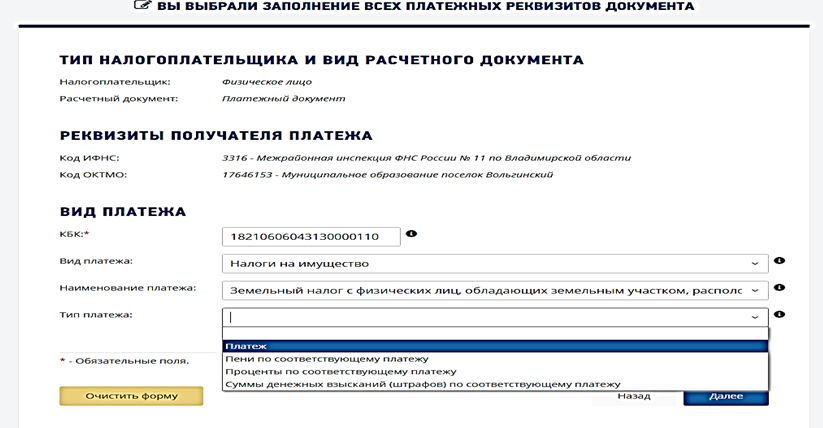 ВЫ ВЫБРАЛИ ЗАПОЛНЕНИЕ ВСЕХ ПЛАТЕЖНЫХ РЕКВИЗИТОВ ДОКУМЕНТА
ТИП НАЛОГОПЛАТЕЛЬЩИКА И ВИД РАСЧЕТНОГО ДОКУМЕНТА
Налогоплательщик: Физическое лицо
Расчетный документ: Платежный документ
РЕКВИЗИТЫ ПОЛУЧАТЕЛЯ ПЛАТЕЖА
Код ИФНС: 3316 - Межрайонная инспекция ФНС России № 11 по Владимирской области
Код ОКТМО: 17646153 - Муниципальное образование поселок Вольгинский
ВИД ПЛАТЕЖА
КБК:* 18210606043130000110
Вид платежа: Налоги на имущество
Наименование платежа: Земельный налог с физических лиц, обладающих земельным участком, располо
Тип платежа:
Платеж
* - Обязательные поля. Пени по соответствующему платежу
Проценты по соответствующему платежу
Суммы денежных взысканий (штрафов) по соответствующему платежу
Очистить форму Назад Далее